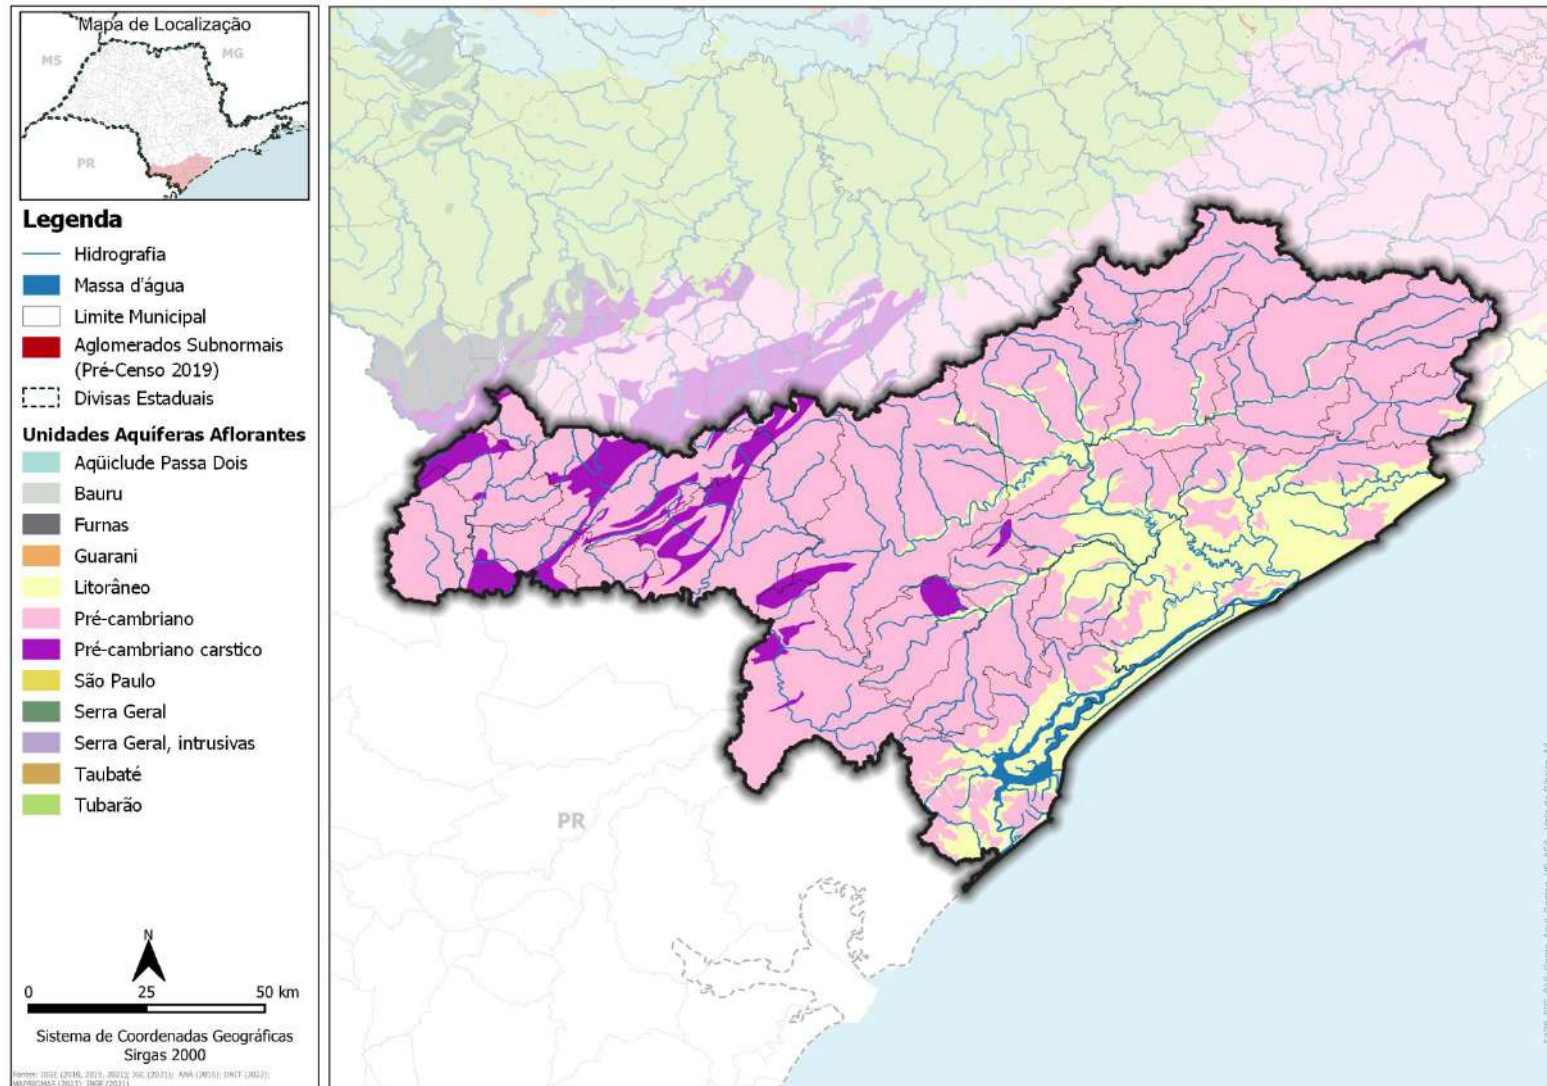 Mapa de Localização
MS
MG
PR
Legenda
Hidrografia
Massa d'água
Limite Municipal
Aglomerados Subnormais
(Pré-Censo 2019)
Divisas Estaduais
Unidades Aquíferas Aflorantes
Aqüiclude Passa Dois
Bauru
Furnas
Guarani
Litorâneo
Pré-cambriano
Pré-cambriano carstico
São Paulo
Serra Geral
Serra Geral, intrusivas
Taubaté
Tubarão
N
0 25 50 km
Sistema de Coordenadas Geográficas
Sirgas 2000
PR